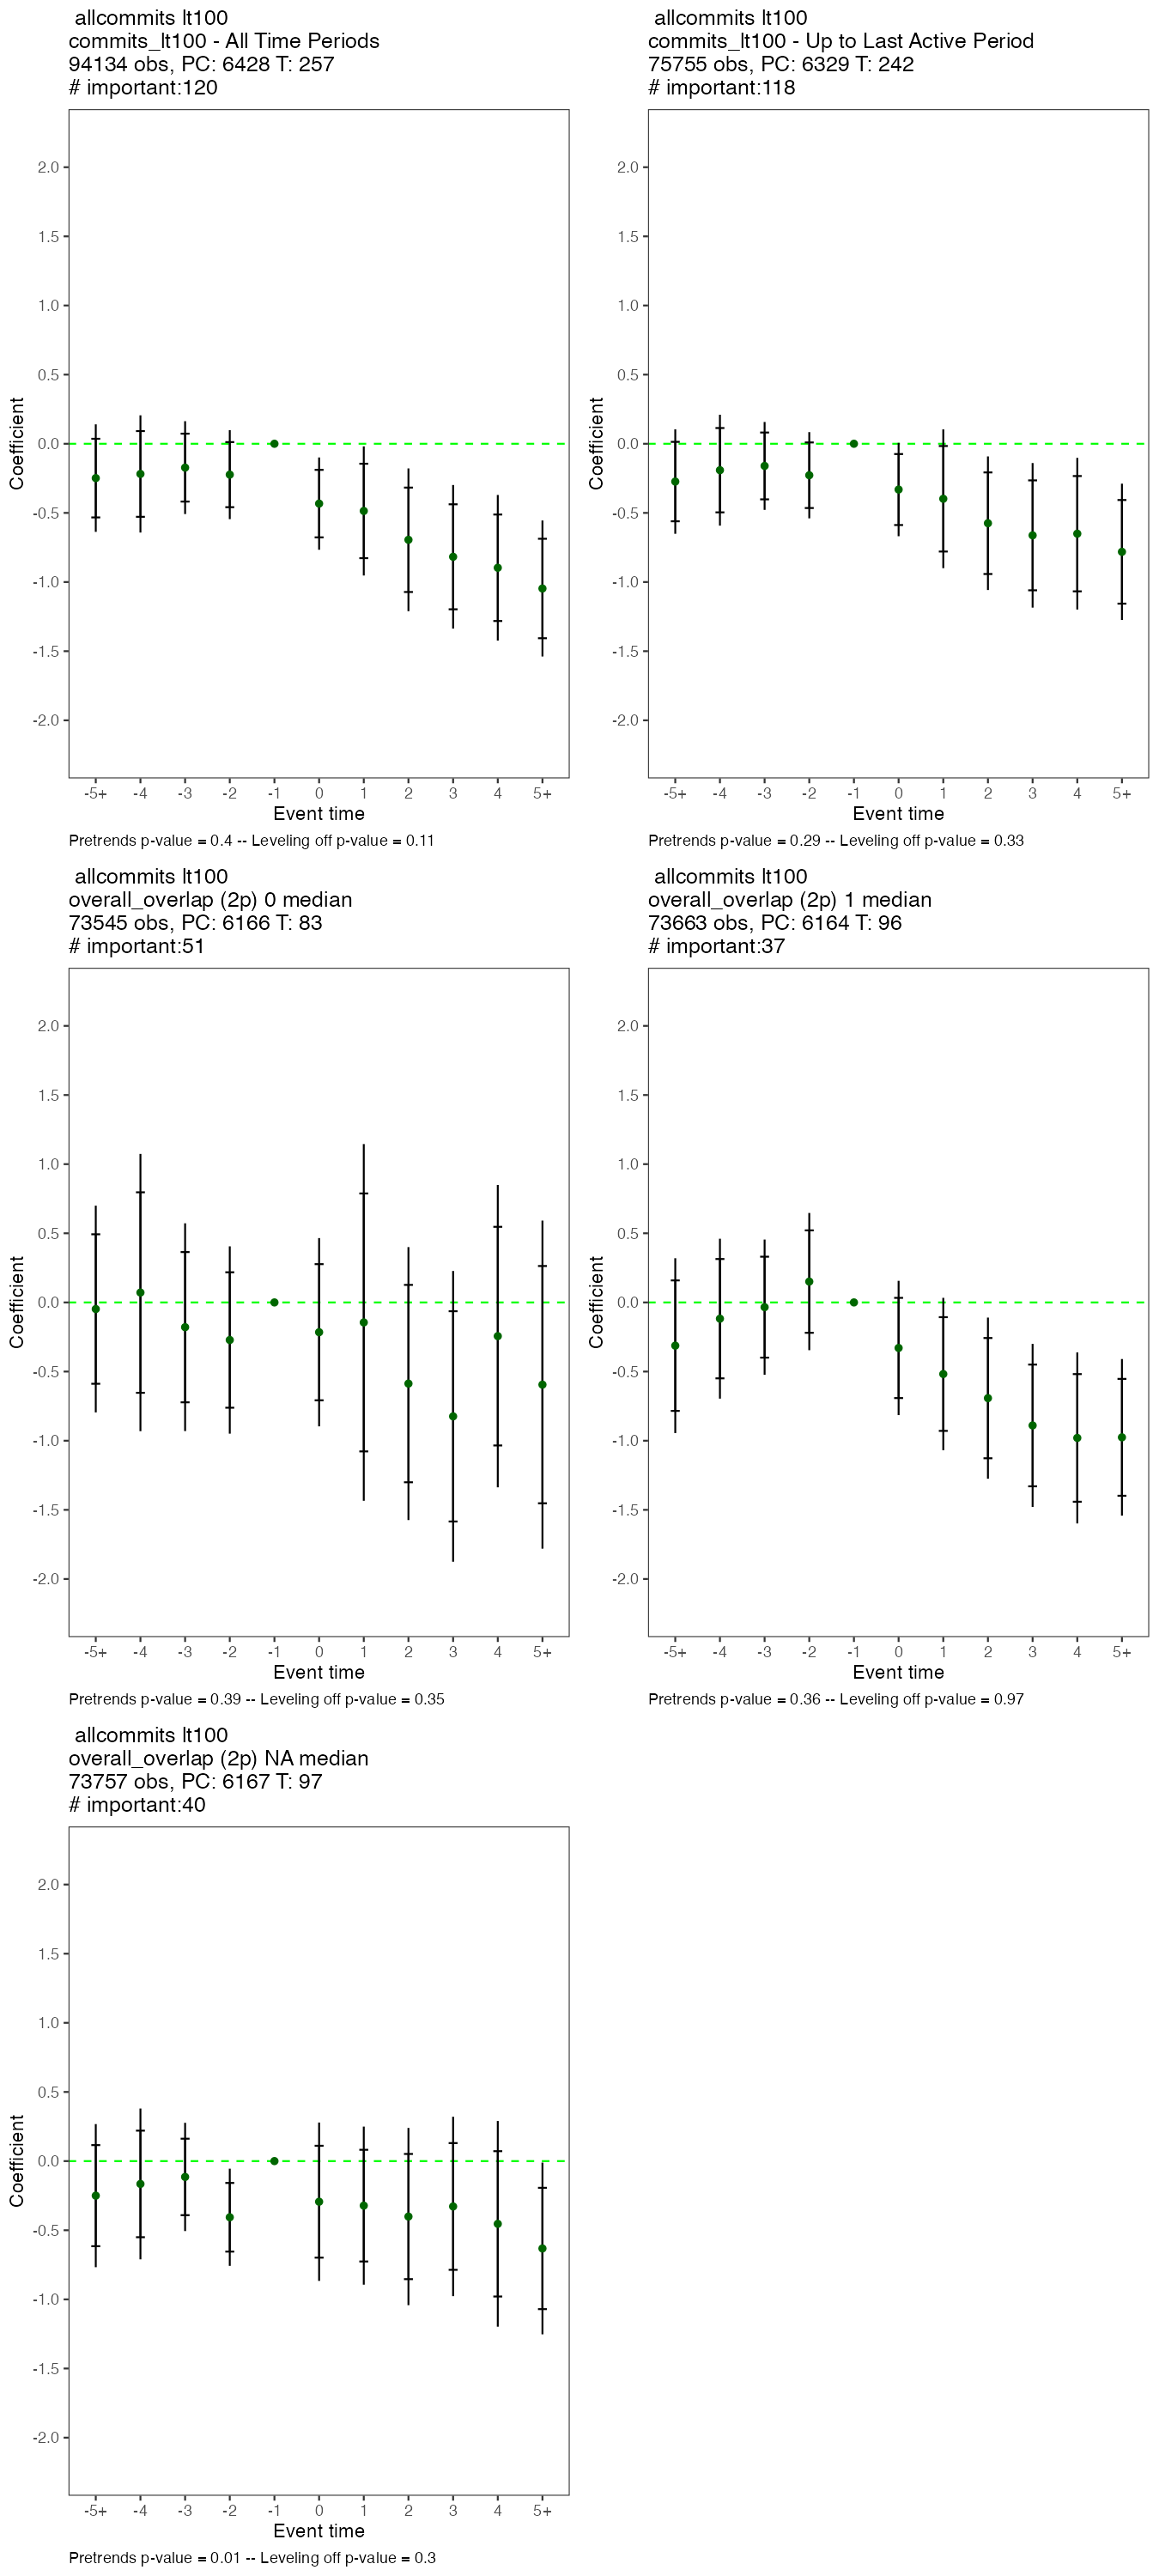 allcommits lt100
commits_lt100 - All Time Periods
94134 obs, PC: 6428 T: 257
# important:120
2.0
1.5
1.0
0.5
0.0
-0.5
-1.0
-1.5
-2.0
Coefficient
-5+ -4 -3 -2 -1 0 1 2 3 4 5+
Event time
Pretrends p-value = 0.4 -- Leveling off p-value = 0.11
allcommits lt100
commits_lt100 - Up to Last Active Period
75755 obs, PC: 6329 T: 242
# important:118
2.0
1.5
1.0
0.5
0.0
-0.5
-1.0
-1.5
-2.0
Coefficient
-5+ -4 -3 -2 -1 0 1 2 3 4 5+
Event time
Pretrends p-value = 0.29 -- Leveling off p-value = 0.33
allcommits lt100
overall_overlap (2p) 0 median
73545 obs, PC: 6166 T: 83
# important:51
2.0
1.5
1.0
0.5
0.0
-0.5
-1.0
-1.5
-2.0
Coefficient
-5+ -4 -3 -2 -1 0 1 2 3 4 5+
Event time
Pretrends p-value = 0.39 -- Leveling off p-value = 0.35
allcommits lt100
overall_overlap (2p) 1 median
73663 obs, PC: 6164 T: 96
# important:37
2.0
1.5
1.0
0.5
0.0
-0.5
-1.0
-1.5
-2.0
Coefficient
-5+ -4 -3 -2 -1 0 1 2 3 4 5+
Event time
Pretrends p-value = 0.36 -- Leveling off p-value = 0.97
allcommits lt100
overall_overlap (2p) NA median
73757 obs, PC: 6167 T: 97
# important:40
2.0
1.5
1.0
0.5
0.0
-0.5
-1.0
-1.5
-2.0
Coefficient
-5+ -4 -3 -2 -1 0 1 2 3 4 5+
Event time
Pretrends p-value = 0.01 -- Leveling off p-value = 0.3